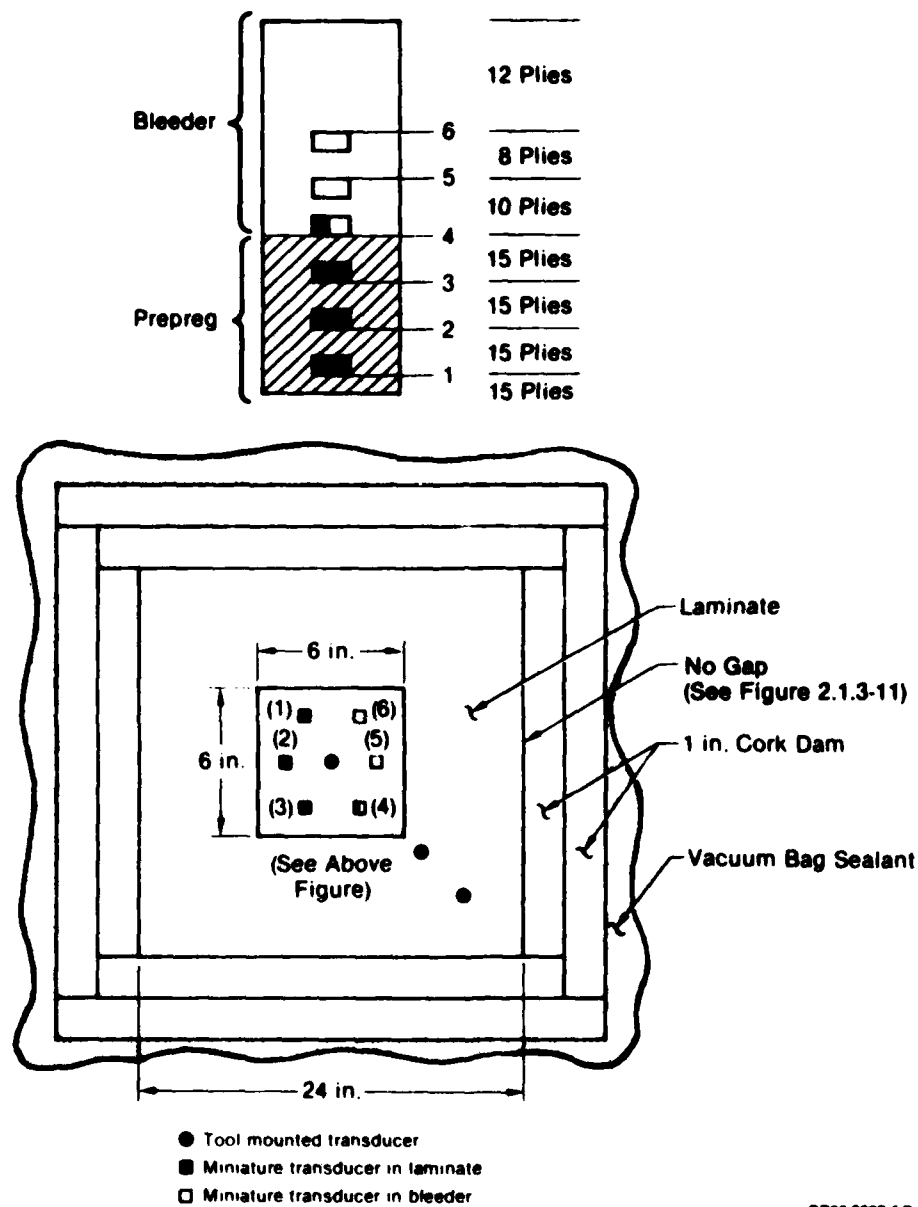 12 Plies
Bleeder
6
8 Plies
5
10 Plies
4
15 Plies
3
Prepreg
15 Plies
2
15 Plies
1
15 Plies
Laminate
No Gap
(See Figure 2.1.3-11)
6 in.
1 in. Cork Dam
(1) (6)
(2) (5)
6 in.
(3) (4)
(See Above
Figure)
Vacuum Bag Sealant
24 in.
Tool mounted transducer
Miniature transducer in laminate
Miniature transducer in bleeder